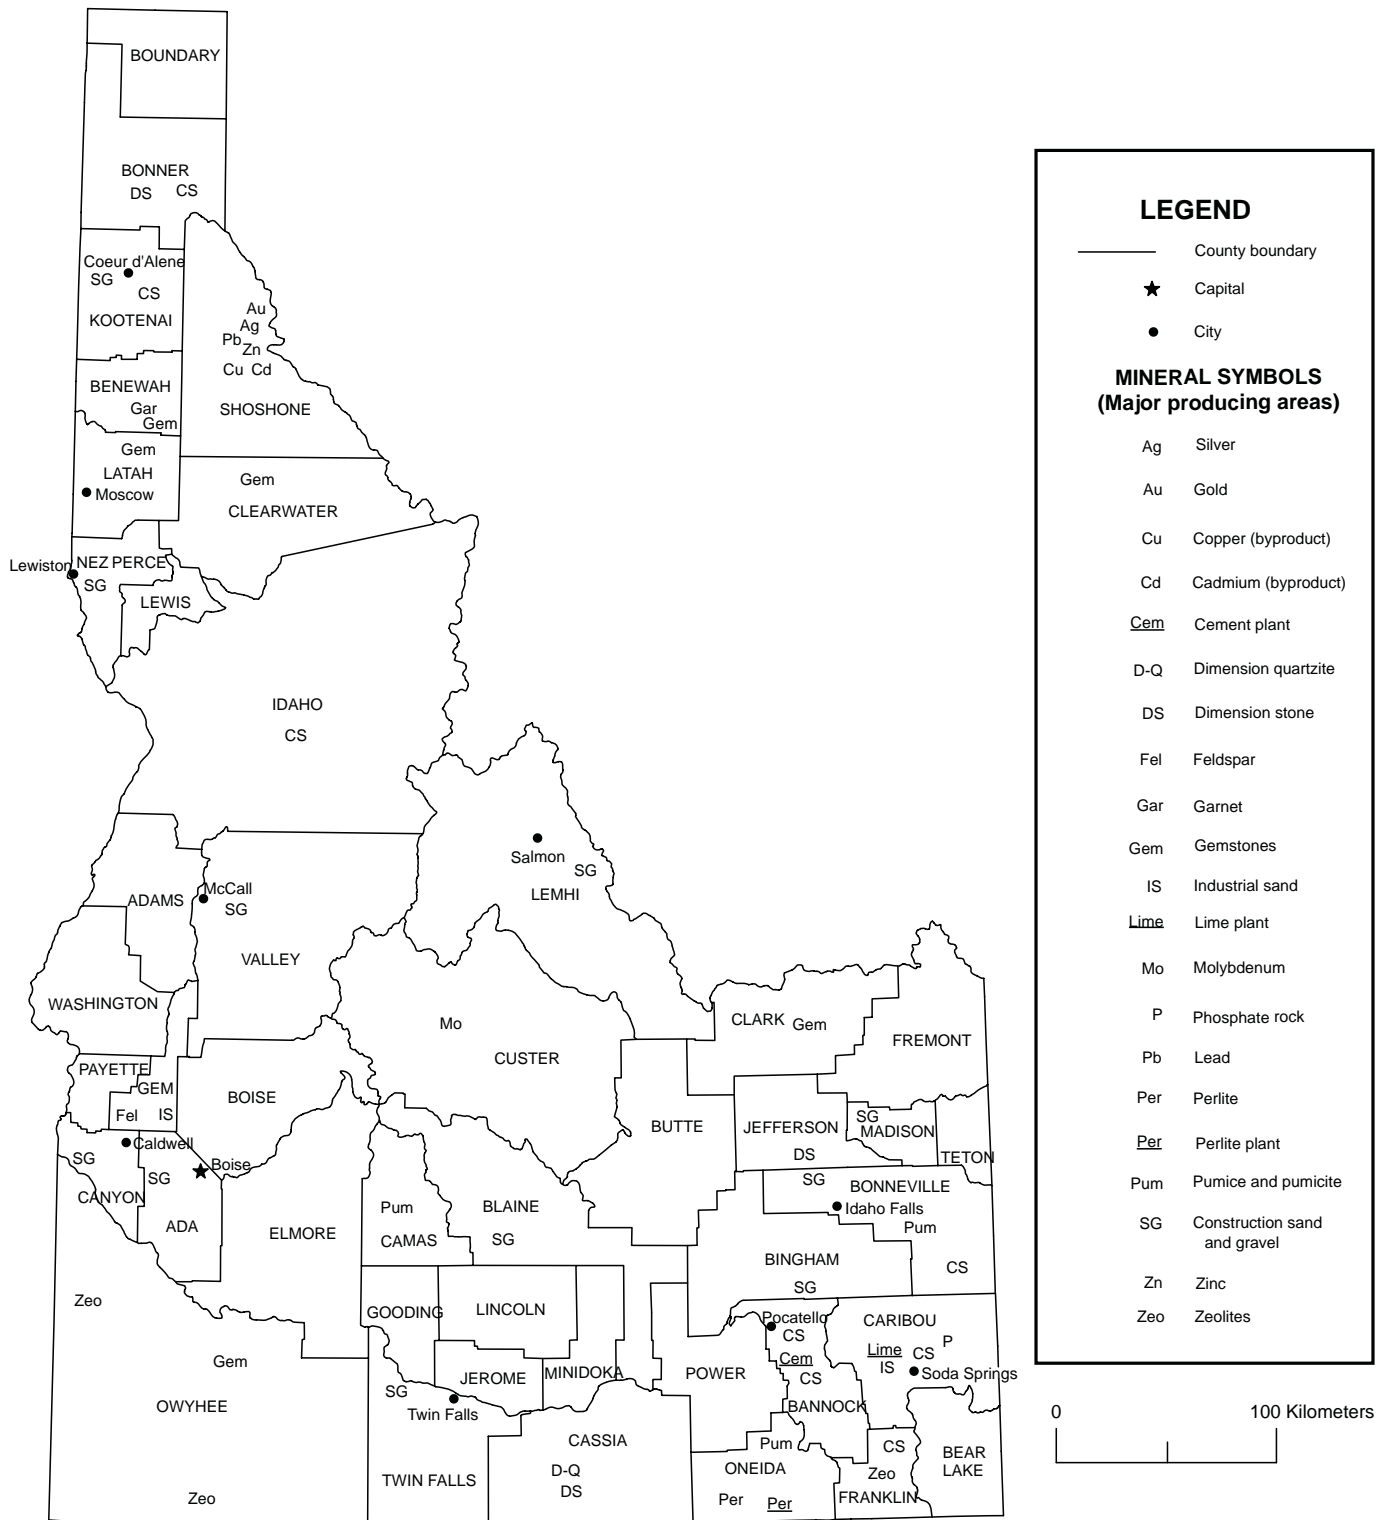 BOUNDARY
BONNER
DS CS
Coeur d'Alene
SG
CS
KOOTENAI
Au
Ag
Pb
Zn
Cu Cd
SHOSHONE
BENEWAH
Gar
Gem
Gem
LATAH
Moscow
Gem
CLEARWATER
Lewiston
NEZ PERCE
SG
LEWIS
IDAHO
CS
Salmon
SG
LEMHI
ADAMS
McCall
SG
VALLEY
WASHINGTON
Mo
CUSTER
CLARK Gem
FREMONT
PAYETTE
GEM
Fel IS
BOISE
BUTTE
JEFFERSON
DS
SG
MADISON
TETON
Caldwell
SG
CANYON
SG
Boise
ADA
ELMORE
Pum
CAMAS
BLAINE
SG
SG
BONNEVILLE
Idaho Falls
Pum
CS
BINGHAM
SG
Zeo
GOODING
LINCOLN
Pocatello
CS
Cem
CS
BANNOCK
CARIBOU
P
Lime
CS
IS
Soda Springs
Gem
OWYHEE
SG
JEROME
MINIDOKA
POWER
Twin Falls
CASSIA
D-Q
DS
TWIN FALLS
Pum
ONEIDA
Per Per
CS
Zeo
FRANKLIN
BEAR
LAKE
Zeo
LEGEND
County boundary
Capital
City
MINERAL SYMBOLS
(Major producing areas)
Ag Silver
Au Gold
Cu Copper (byproduct)
Cd Cadmium (byproduct)
Cem Cement plant
D-Q Dimension quartzite
DS Dimension stone
Fel Feldspar
Gar Garnet
Gem Gemstones
IS Industrial sand
Lime Lime plant
Mo Molybdenum
P Phosphate rock
Pb Lead
Per Perlite
Per Perlite plant
Pum Pumice and pumicite
SG Construction sand
and gravel
Zn Zinc
Zeo Zeolites
0 100 Kilometers